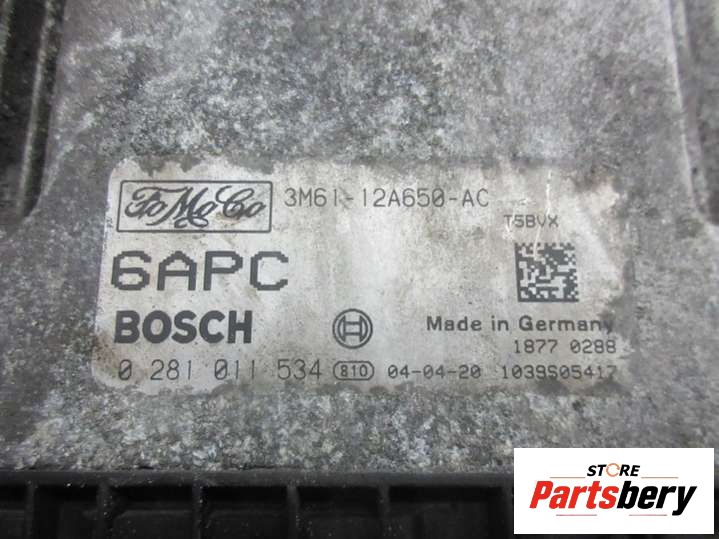 FoMoCo 3M61-12A650-AC
T5BVX
6APC
BOSCH Made in Germany
1877 0288
0 281 011 534 810 04-04-20 1039S05417
STORE
Partsbery